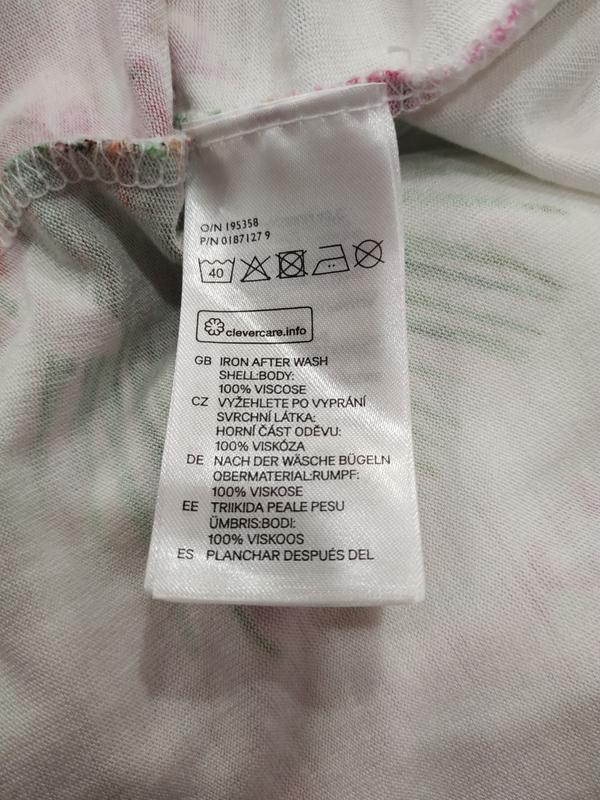 O/N 195358
P/N 0187127 9
40
clevercare.info
GB IRON AFTER WASH
SHELL:BODY:
100% VISCOSE
CZ VYŽEHLETE PO VYPRÁNÍ
SVRCHNÍ LÁTKA:
HORNÍ ČÁST ODĚVU:
100% VISKÓZA
DE NACH DER WÄSCHE BÜGELN
OBERMATERIAL:RUMPF:
100% VISKOSE
EE TRIIKIDA PEALE PESU
ÜMBRIS:BODI:
100% VISKOOS
ES PLANCHAR DESPUÉS DEL